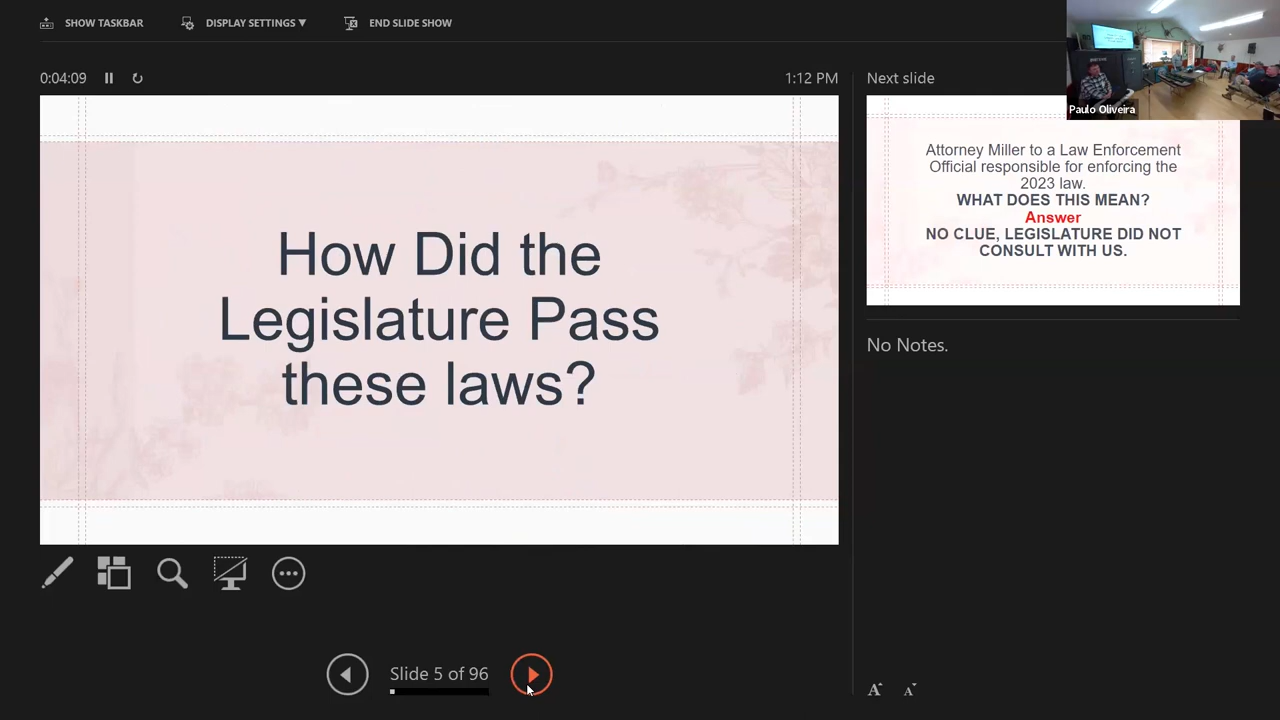 SHOW TASKBAR
DISPLAY SETTINGS ▼
END SLIDE SHOW
0:04:09
1:12 PM
Next slide
Paulo Oliveira
How Did the
Legislature Pass
these laws?
Attorney Miller to a Law Enforcement
Official responsible for enforcing the
2023 law.
WHAT DOES THIS MEAN?
Answer
NO CLUE, LEGISLATURE DID NOT
CONSULT WITH US.
No Notes.
Slide 5 of 96
A A